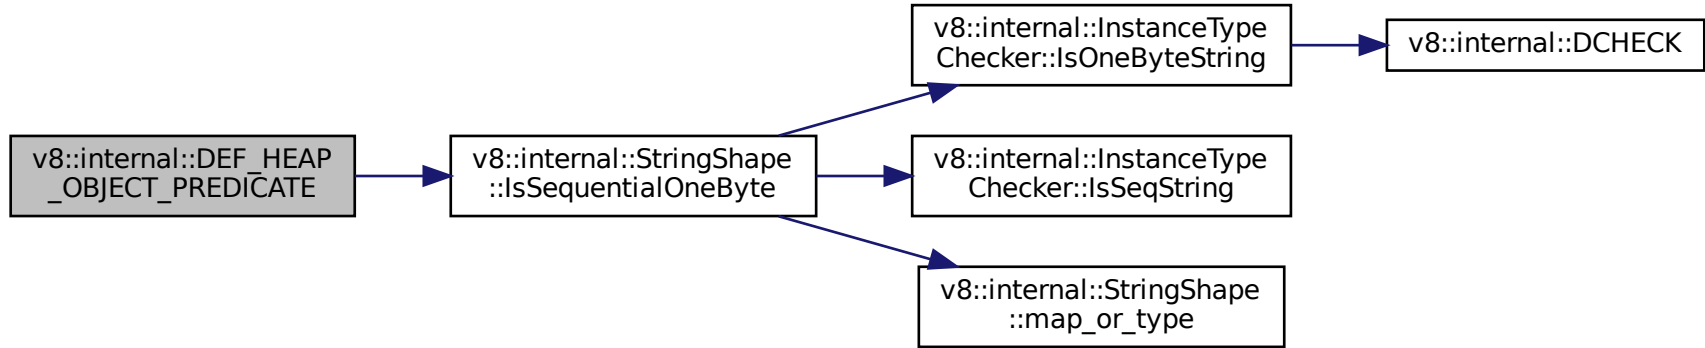 v8::internal::DEF_HEAP
_OBJECT_PREDICATE
v8::internal::StringShape
::IsSequentialOneByte
v8::internal::InstanceType
Checker::IsOneByteString
v8::internal::DCHECK
v8::internal::InstanceType
Checker::IsSeqString
v8::internal::StringShape
::map_or_type